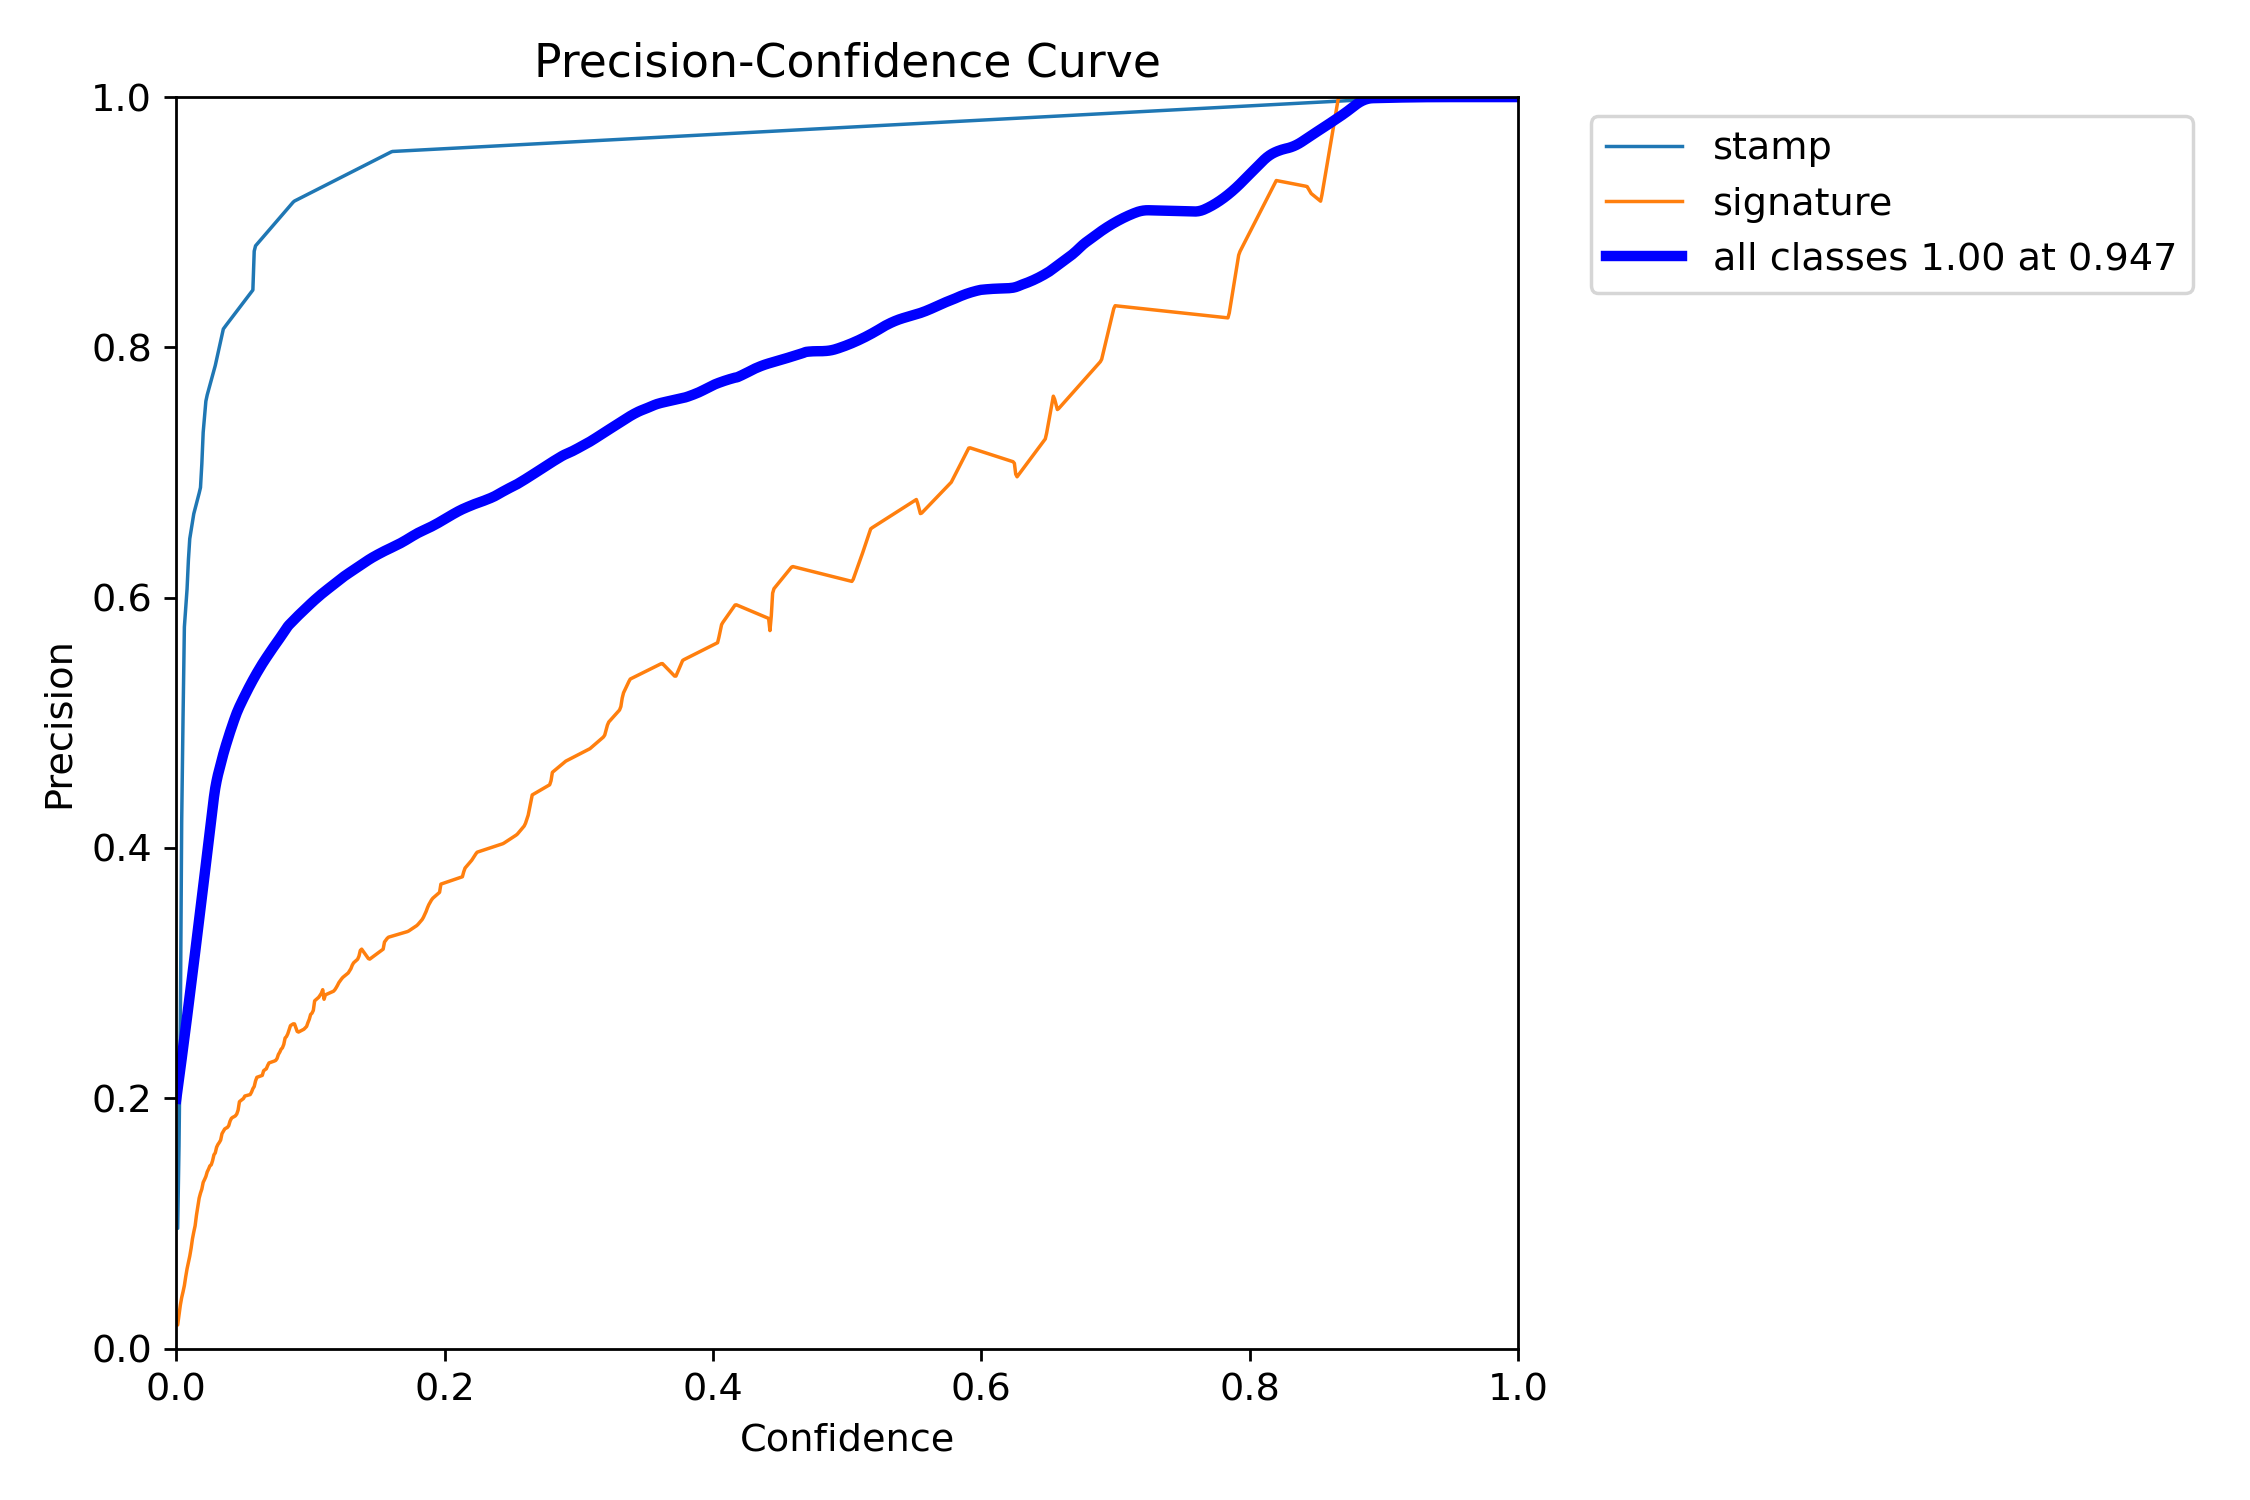 Precision-Confidence Curve
1.0
0.8
0.6
0.4
0.2
0.0
Precision
0.0 0.2 0.4 0.6 0.8 1.0
Confidence
stamp
signature
all classes 1.00 at 0.947